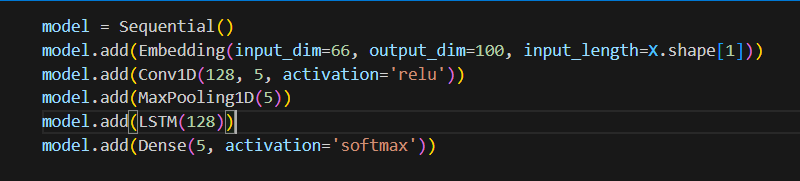 model = Sequential()
model.add(Embedding(input_dim=66, output_dim=100, input_length=X.shape[1]))
model.add(Conv1D(128, 5, activation='relu'))
model.add(MaxPooling1D(5))
model.add(LSTM(128))
model.add(Dense(5, activation='softmax'))